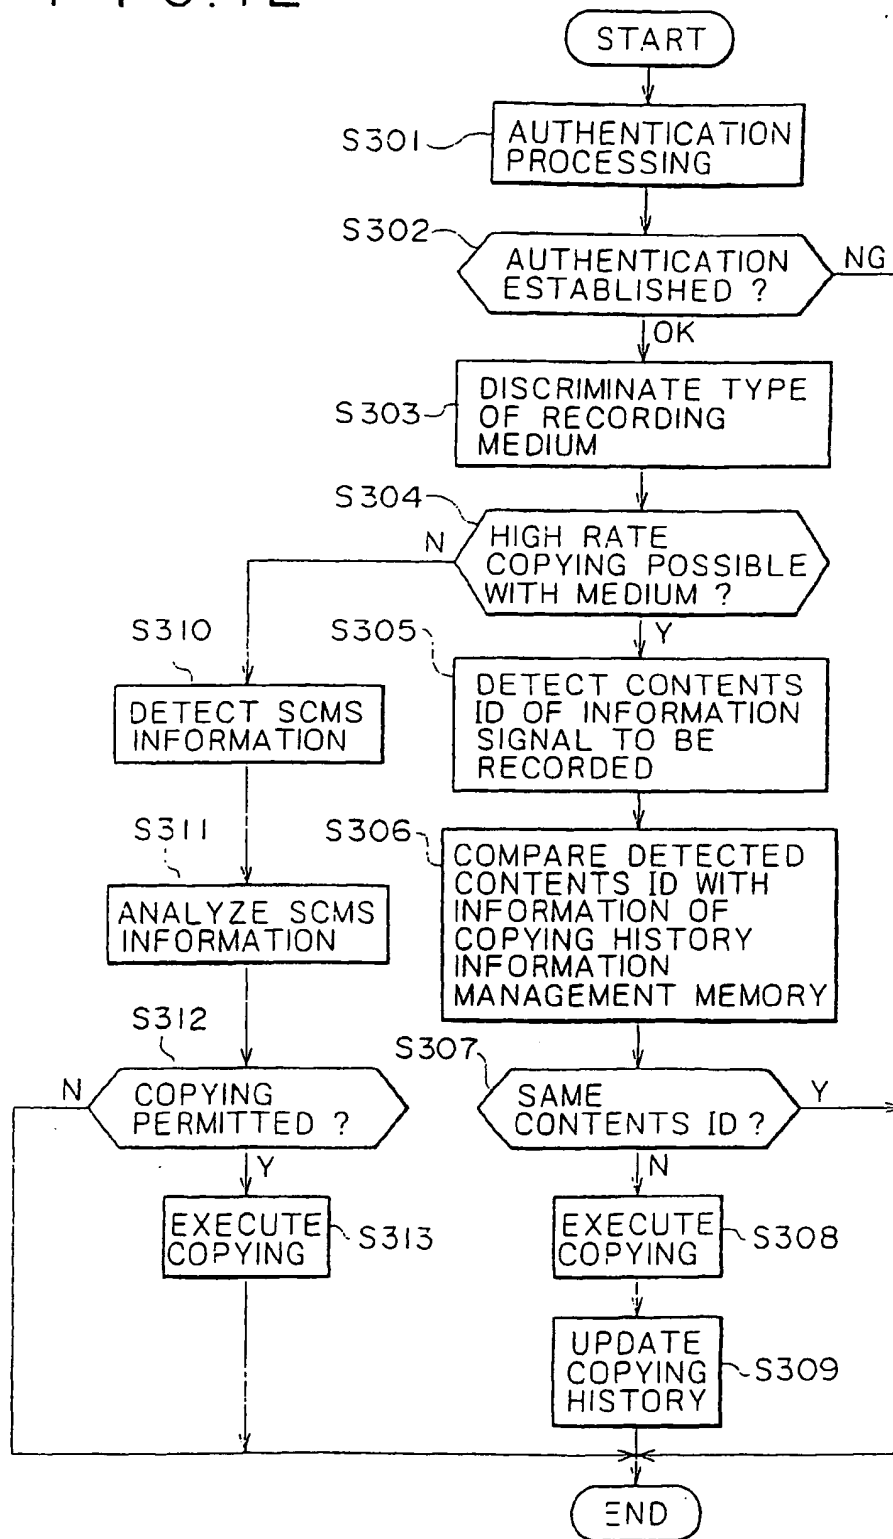 START
S301
AUTHENTICATION
PROCESSING
S302
AUTHENTICATION
ESTABLISHED ?
NG
OK
S303
DISCRIMINATE TYPE
OF RECORDING
MEDIUM
S304
N
HIGH RATE
COPYING POSSIBLE
WITH MEDIUM ?
Y
S310
DETECT SCMS
INFORMATION
S305
DETECT CONTENTS
ID OF INFORMATION
SIGNAL TO BE
RECORDED
S311
ANALYZE SCMS
INFORMATION
S306
COMPARE DETECTED
CONTENTS ID WITH
INFORMATION OF
COPYING HISTORY
INFORMATION
MANAGEMENT MEMORY
S312
N
COPYING
PERMITTED ?
Y
S307
SAME
CONTENTS ID ?
Y
N
EXECUTE
COPYING
S313
EXECUTE
COPYING
S308
UPDATE
COPYING
HISTORY
S309
END